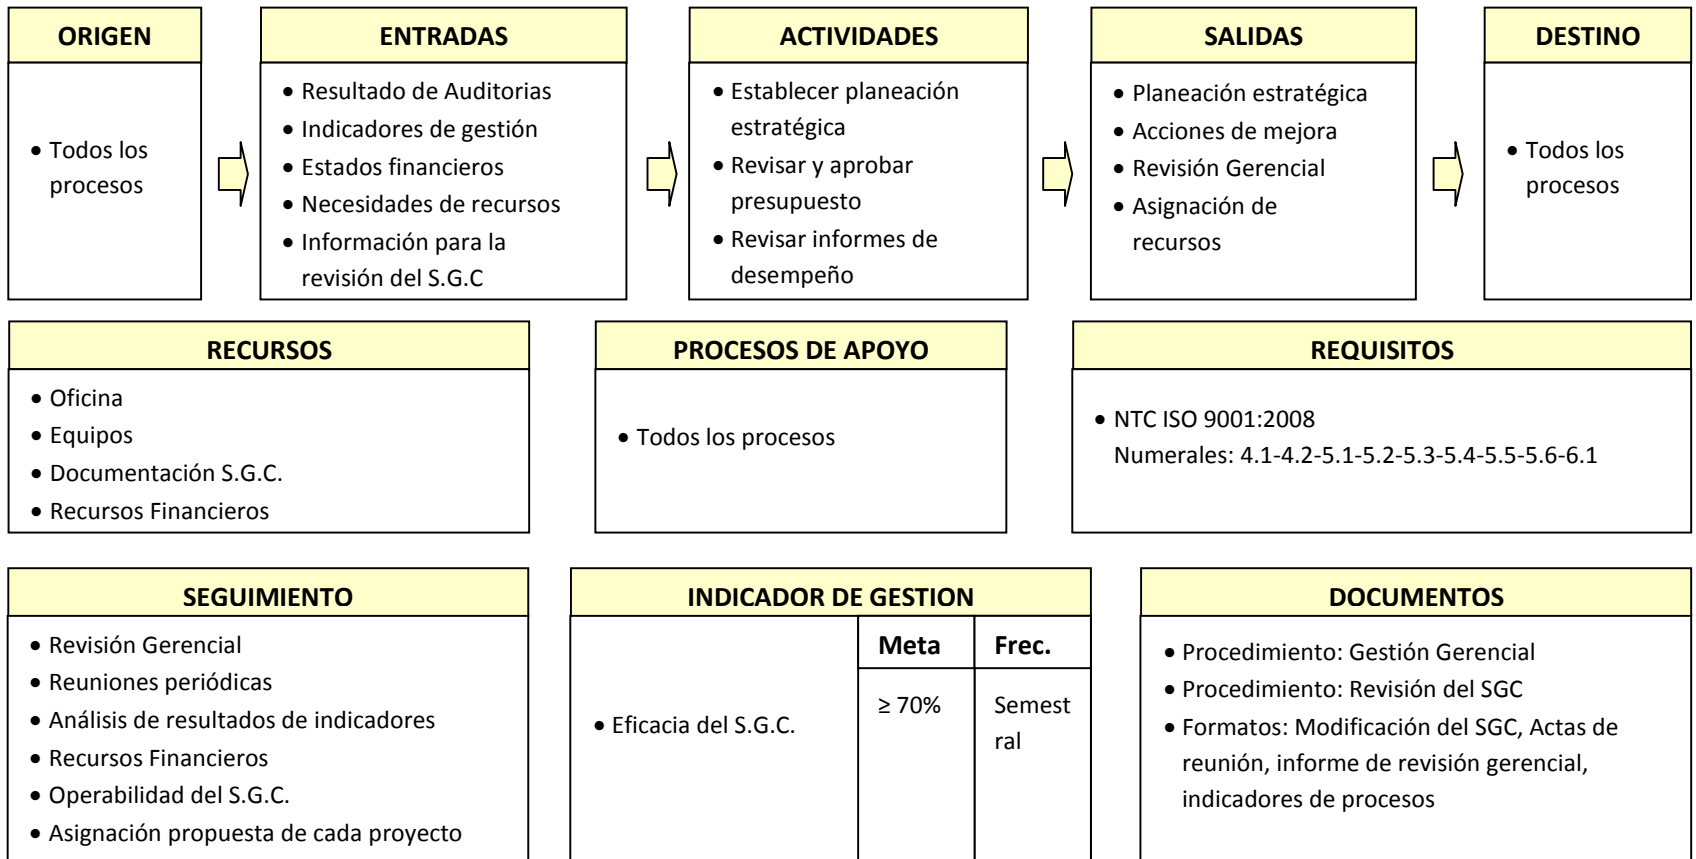 ORIGEN
• Todos los
procesos
ENTRADAS
• Resultado de Auditorias
• Indicadores de gestión
• Estados financieros
• Necesidades de recursos
• Información para la
revisión del S.G.C
ACTIVIDADES
• Establecer planeación
estratégica
• Revisar y aprobar
presupuesto
• Revisar informes de
desempeño
SALIDAS
• Planeación estratégica
• Acciones de mejora
• Revisión Gerencial
• Asignación de
recursos
DESTINO
• Todos los
procesos
RECURSOS
• Oficina
• Equipos
• Documentación S.G.C.
• Recursos Financieros
PROCESOS DE APOYO
• Todos los procesos
REQUISITOS
• NTC ISO 9001:2008
Numerales: 4.1-4.2-5.1-5.2-5.3-5.4-5.5-5.6-6.1
SEGUIMIENTO
• Revisión Gerencial
• Reuniones periódicas
• Análisis de resultados de indicadores
• Recursos Financieros
• Operabilidad del S.G.C.
• Asignación propuesta de cada proyecto
INDICADOR DE GESTION
• Eficacia del S.G.C.
Meta
≥ 70%
Frec.
Semest
ral
DOCUMENTOS
• Procedimiento: Gestión Gerencial
• Procedimiento: Revisión del SGC
• Formatos: Modificación del SGC, Actas de
reunión, informe de revisión gerencial,
indicadores de procesos